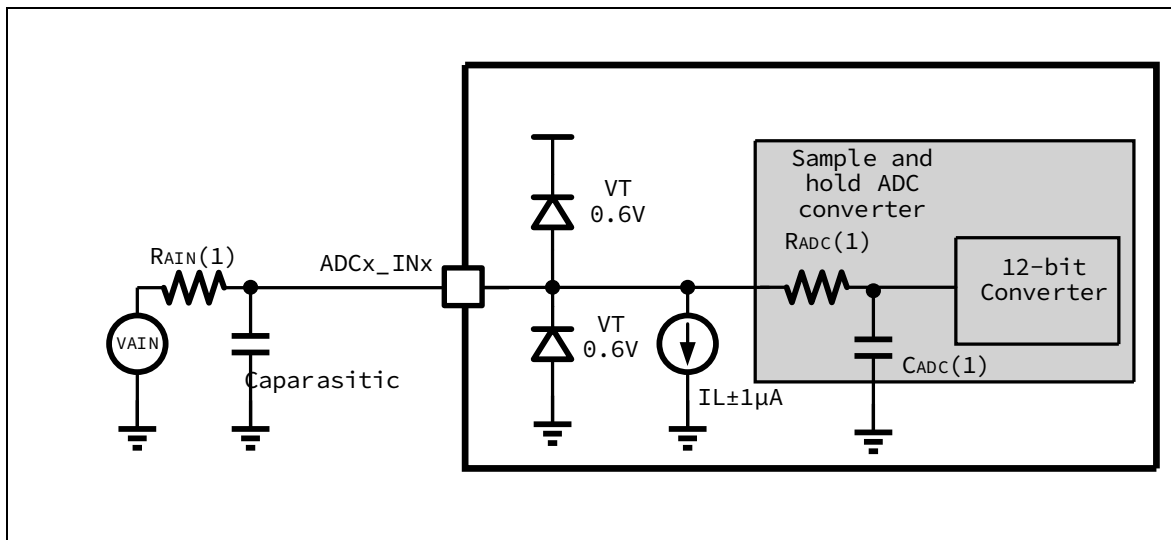 Sample and
hold ADC
converter
VT
0.6V
RADC(1)
RAIN(1)
ADCx_INx
12-bit
Converter
VAIN
VT
0.6V
Caparasitic
CADC(1)
IL±1µA